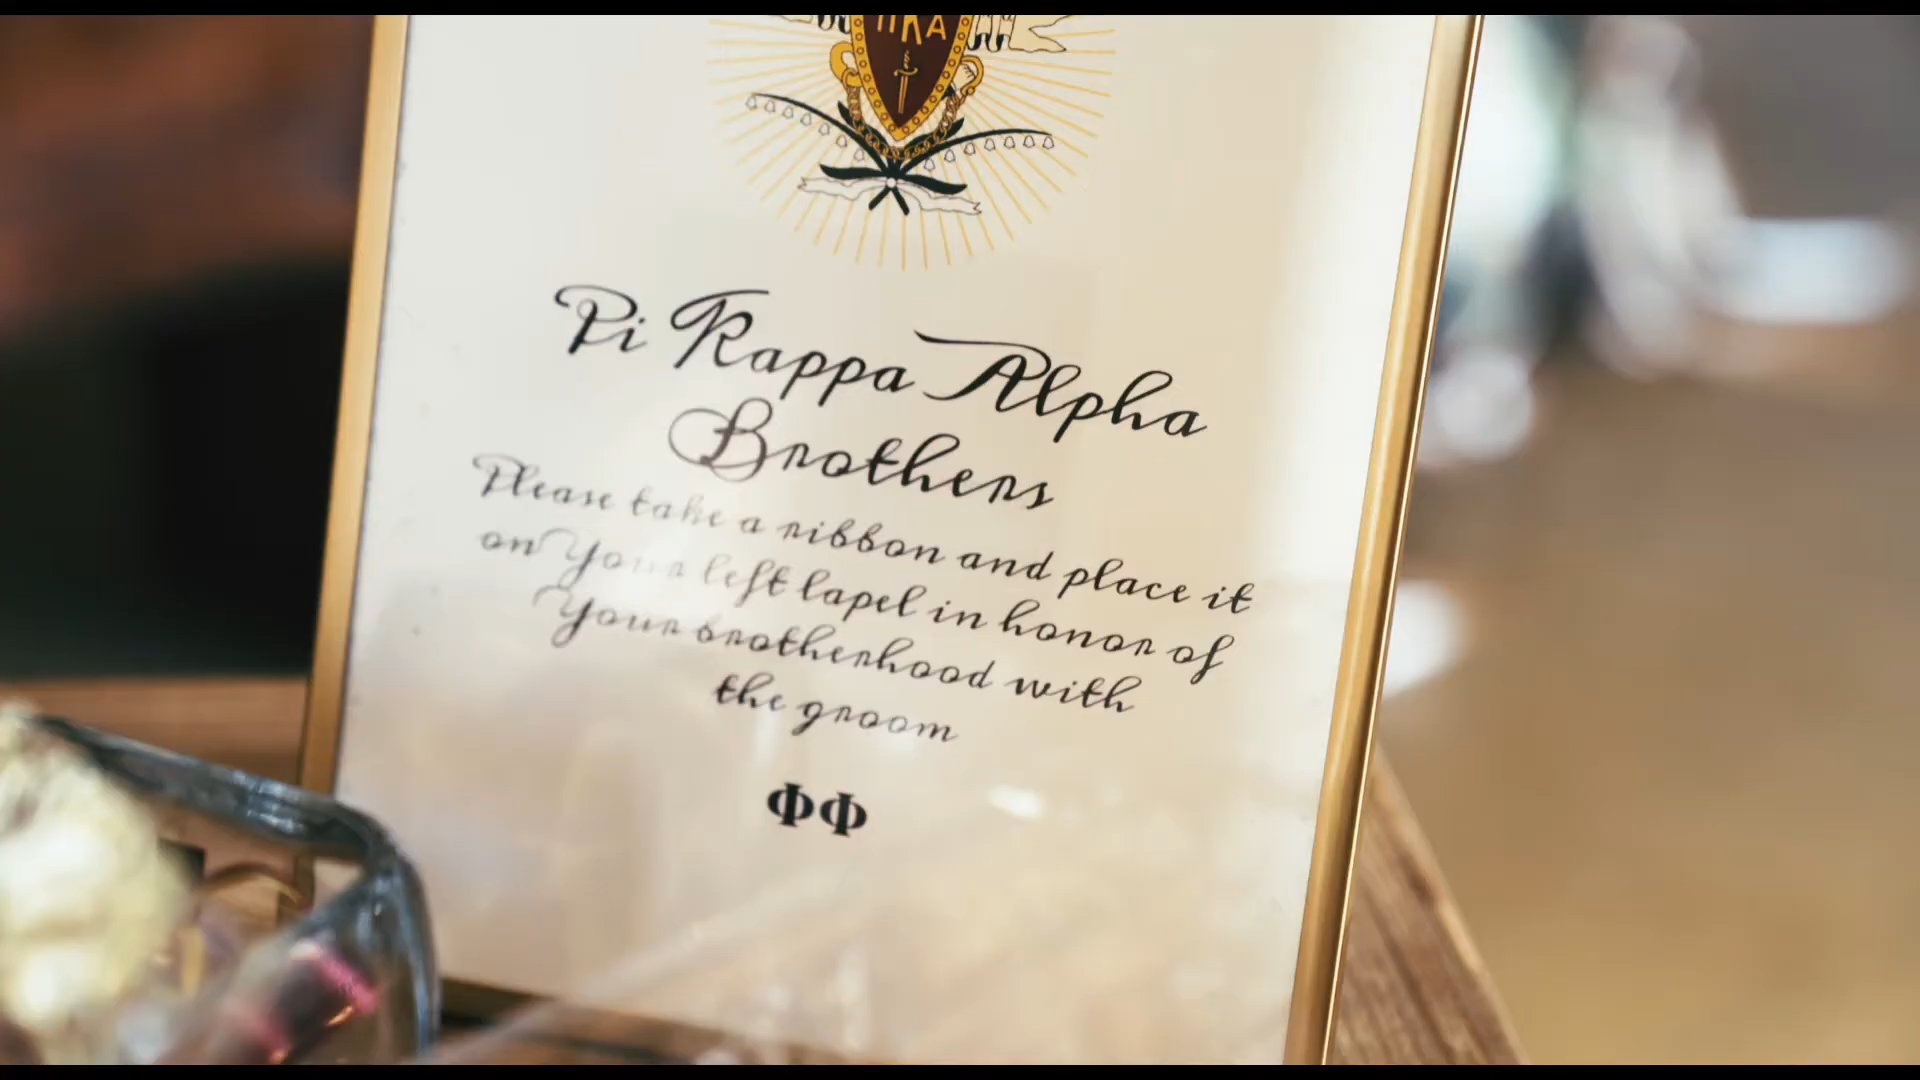 ΠΚΑ
Pi Kappa Alpha
Brothers
Please take a ribbon and place it
on Your left lapel in honor of
Your brotherhood with
the groom
ΦΦ